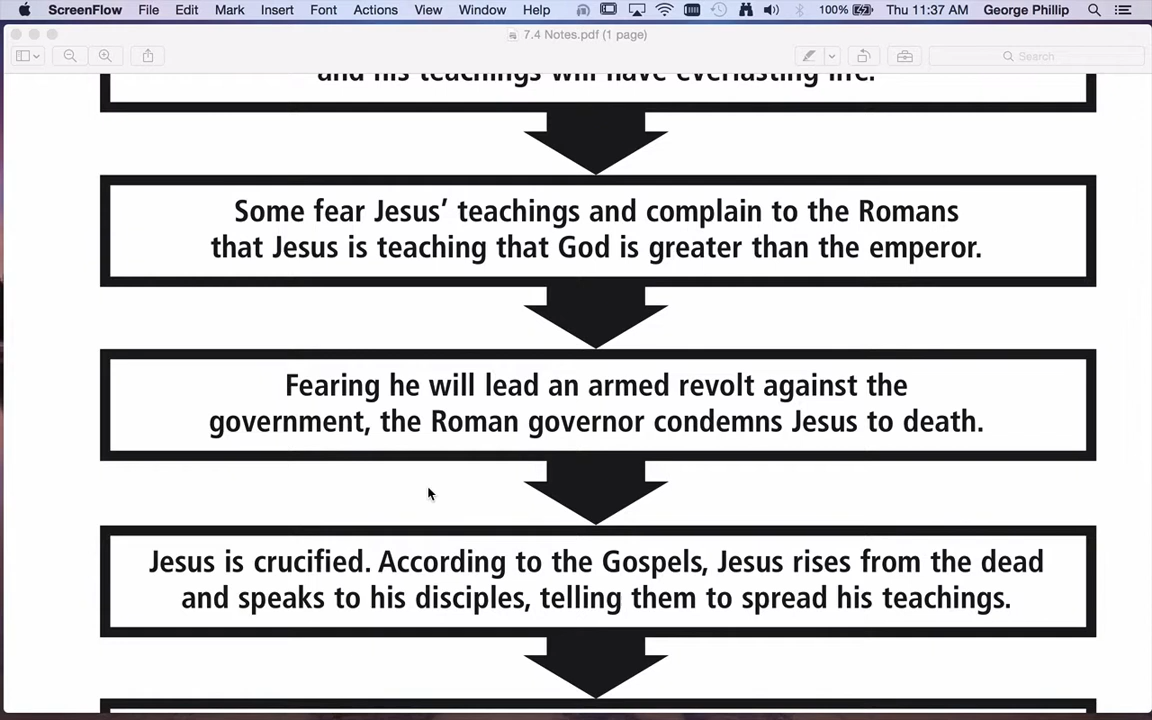 ScreenFlow File Edit Mark Insert Font Actions View Window Help 100% Thu 11:37 AM George Phillip
7.4 Notes.pdf (1 page)
Search
and his teachings will have everlasting life.
Some fear Jesus’ teachings and complain to the Romans
that Jesus is teaching that God is greater than the emperor.
Fearing he will lead an armed revolt against the
government, the Roman governor condemns Jesus to death.
Jesus is crucified. According to the Gospels, Jesus rises from the dead
and speaks to his disciples, telling them to spread his teachings.